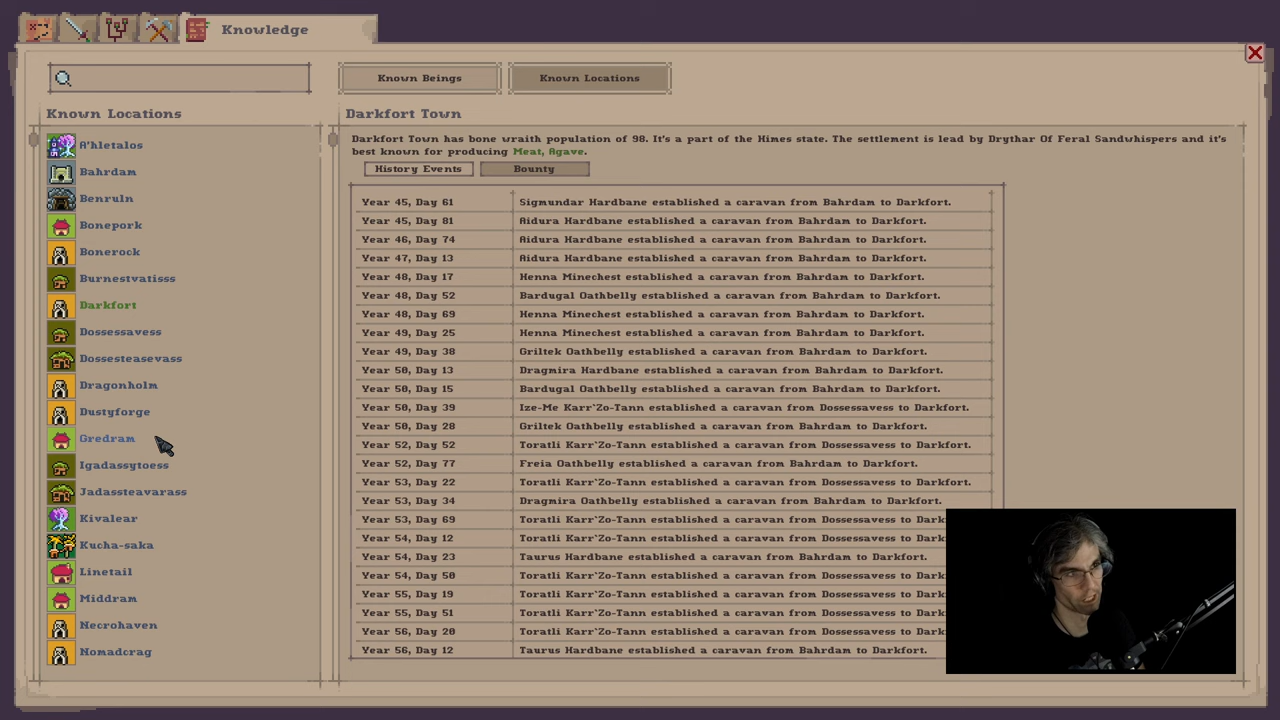 Knowledge
Known Beings
Known Locations
Known Locations
A'hletalos
Bahrdam
Benruln
Bonepork
Bonerock
Burnestvatisss
Darkfort
Dossessavess
Dossesteasevass
Dragonholm
Dustyforge
Gredram
Igadassytoess
Jadassteavarass
Kivalear
Kucha-saka
Linetail
Middram
Necrohaven
Nomadcrag
Darkfort Town
Darkfort Town has bone wraith population of 98. It's a part of the Himes state. The settlement is lead by Drythar Of Feral Sandwhispers and it's
best known for producing Meat, Agave.
History Events
Bounty
Year 45, Day 61 Sigmundar Hardbane established a caravan from Bahrdam to Darkfort.
Year 45, Day 81 Aidura Hardbane established a caravan from Bahrdam to Darkfort.
Year 46, Day 74 Aidura Hardbane established a caravan from Bahrdam to Darkfort.
Year 47, Day 13 Aidura Hardbane established a caravan from Bahrdam to Darkfort.
Year 48, Day 17 Henna Minechest established a caravan from Bahrdam to Darkfort.
Year 48, Day 52 Bardugal Oathbelly established a caravan from Bahrdam to Darkfort.
Year 48, Day 69 Henna Minechest established a caravan from Bahrdam to Darkfort.
Year 49, Day 25 Henna Minechest established a caravan from Bahrdam to Darkfort.
Year 49, Day 38 Griltek Oathbelly established a caravan from Bahrdam to Darkfort.
Year 50, Day 13 Dragmira Hardbane established a caravan from Bahrdam to Darkfort.
Year 50, Day 15 Bardugal Oathbelly established a caravan from Bahrdam to Darkfort.
Year 50, Day 39 Ize-Me Karr'Zo-Tann established a caravan from Dossessavess to Darkfort.
Year 50, Day 28 Griltek Oathbelly established a caravan from Bahrdam to Darkfort.
Year 52, Day 52 Toratli Karr'Zo-Tann established a caravan from Dossessavess to Darkfort.
Year 52, Day 77 Freia Oathbelly established a caravan from Bahrdam to Darkfort.
Year 53, Day 22 Toratli Karr'Zo-Tann established a caravan from Dossessavess to Darkfort.
Year 53, Day 34 Dragmira Oathbelly established a caravan from Bahrdam to Darkfort.
Year 53, Day 69 Toratli Karr'Zo-Tann established a caravan from Dossessavess to Dark
Year 54, Day 12 Toratli Karr'Zo-Tann established a caravan from Dossessavess to Dark
Year 54, Day 23 Taurus Hardbane established a caravan from Bahrdam to Darkfort.
Year 54, Day 50 Toratli Karr'Zo-Tann established a caravan from Dossessavess to Dark
Year 55, Day 19 Toratli Karr'Zo-Tann established a caravan from Dossessavess to Dark
Year 55, Day 51 Toratli Karr'Zo-Tann established a caravan from Dossessavess to Dark
Year 56, Day 20 Toratli Karr'Zo-Tann established a caravan from Dossessavess to Dark
Year 56, Day 12 Taurus Hardbane established a caravan from Bahrdam to Darkfort.